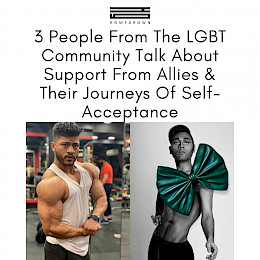 HOMEGROWN
3 People From The LGBT
Community Talk About
Support From Allies &
Their Journeys Of Self-
Acceptance